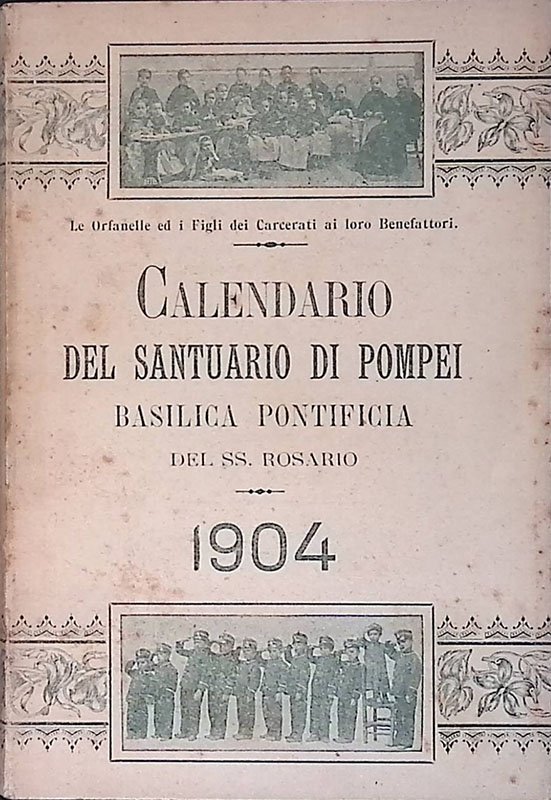 Le Orfanelle ed i Figli dei Carcerati ai loro Benefattori.
CALENDARIO
DEL SANTUARIO DI POMPEI
BASILICA PONTIFICIA
DEL SS. ROSARIO
1904